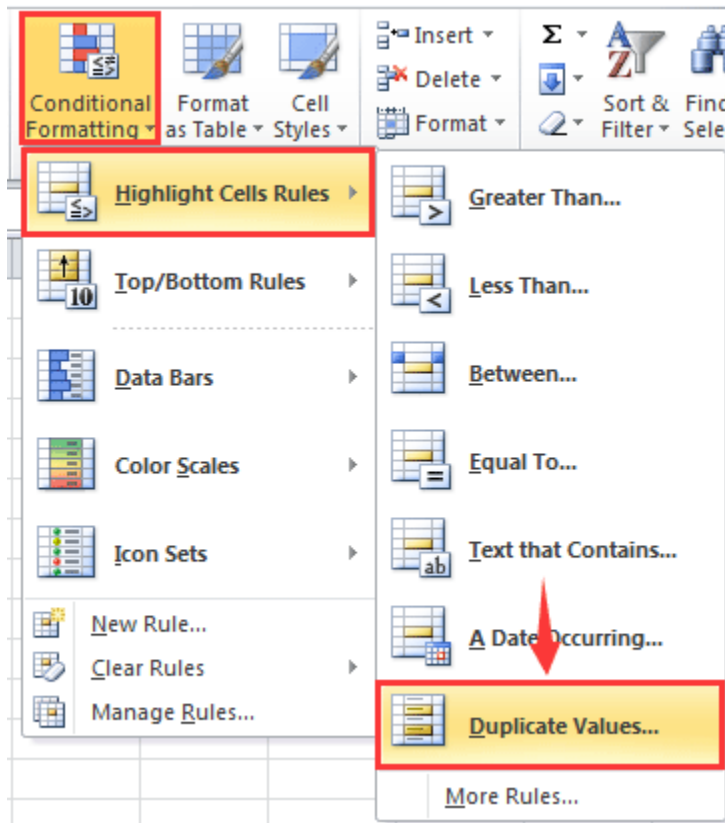 Insert
Delete
Format
Σ
A
Z
Conditional
Formatting
Format
as Table
Cell
Styles
Sort &
Filter
Find
Sele
Highlight Cells Rules
Top/Bottom Rules
10
Data Bars
Color Scales
Icon Sets
New Rule...
Clear Rules
Manage Rules...
Greater Than...
>
Less Than...
<
Between...
Equal To...
=
Text that Contains...
ab
A Date Occurring...
Duplicate Values...
More Rules...